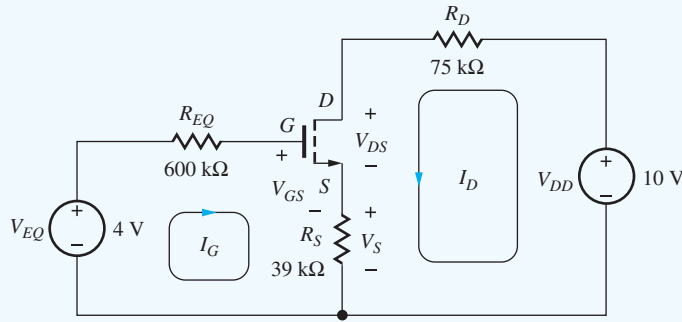 R_D
75 kΩ
D
+
R_EQ
G
+
V_DS
−
600 kΩ
+
V_GS
S
−
I_D
V_DD
+
−
10 V
V_EQ
+
−
4 V
I_G
R_S
39 kΩ
+
V_S
−